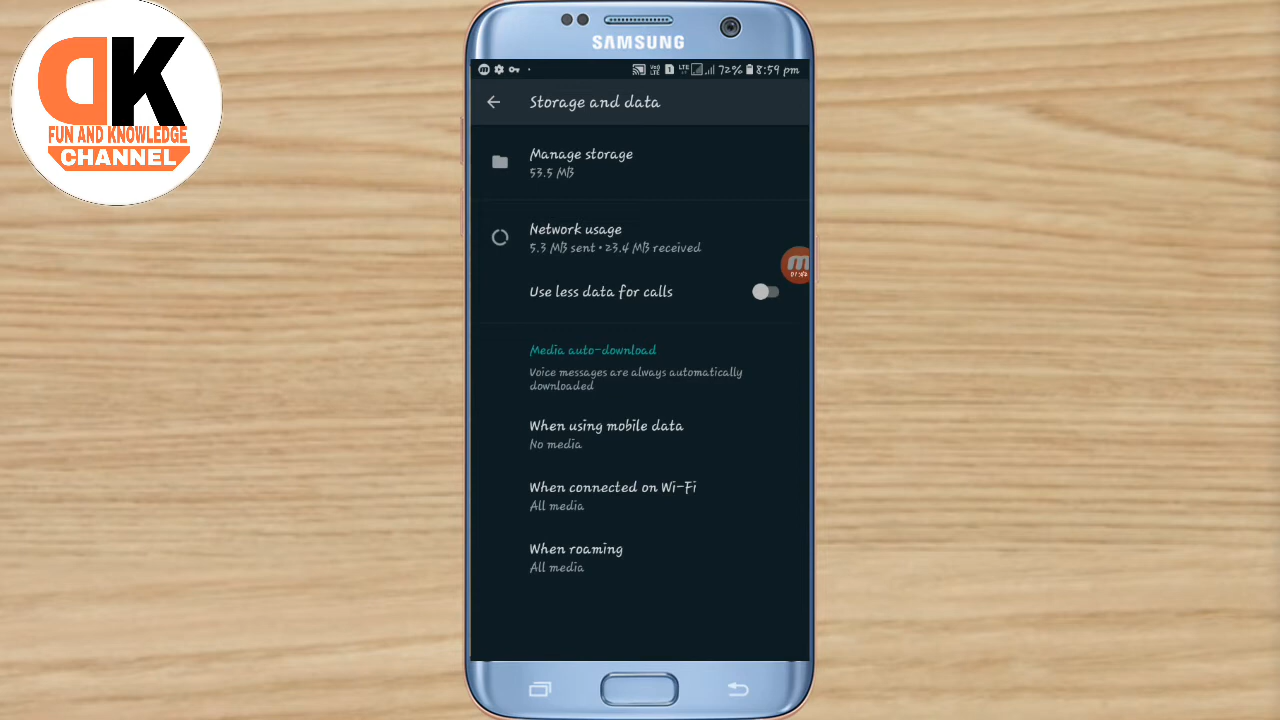 DK
FUN AND KNOWLEDGE
CHANNEL
SAMSUNG
72% 8:59 pm
Storage and data
Manage storage
53.5 MB
Network usage
5.3 MB sent • 23.4 MB received
Use less data for calls
Media auto-download
Voice messages are always automatically
downloaded
When using mobile data
No media
When connected on Wi-Fi
All media
When roaming
All media